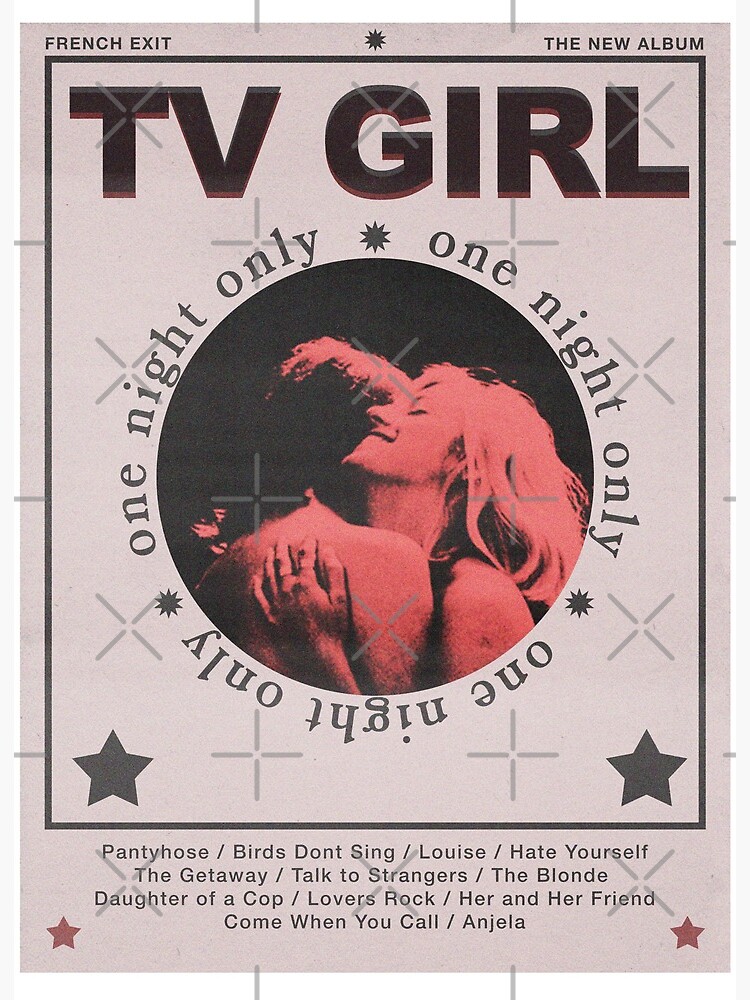 FRENCH EXIT
THE NEW ALBUM
TV GIRL
one night only
one night only
one night only
Pantyhose / Birds Dont Sing / Louise / Hate Yourself
The Getaway / Talk to Strangers / The Blonde
Daughter of a Cop / Lovers Rock / Her and Her Friend
Come When You Call / Anjela